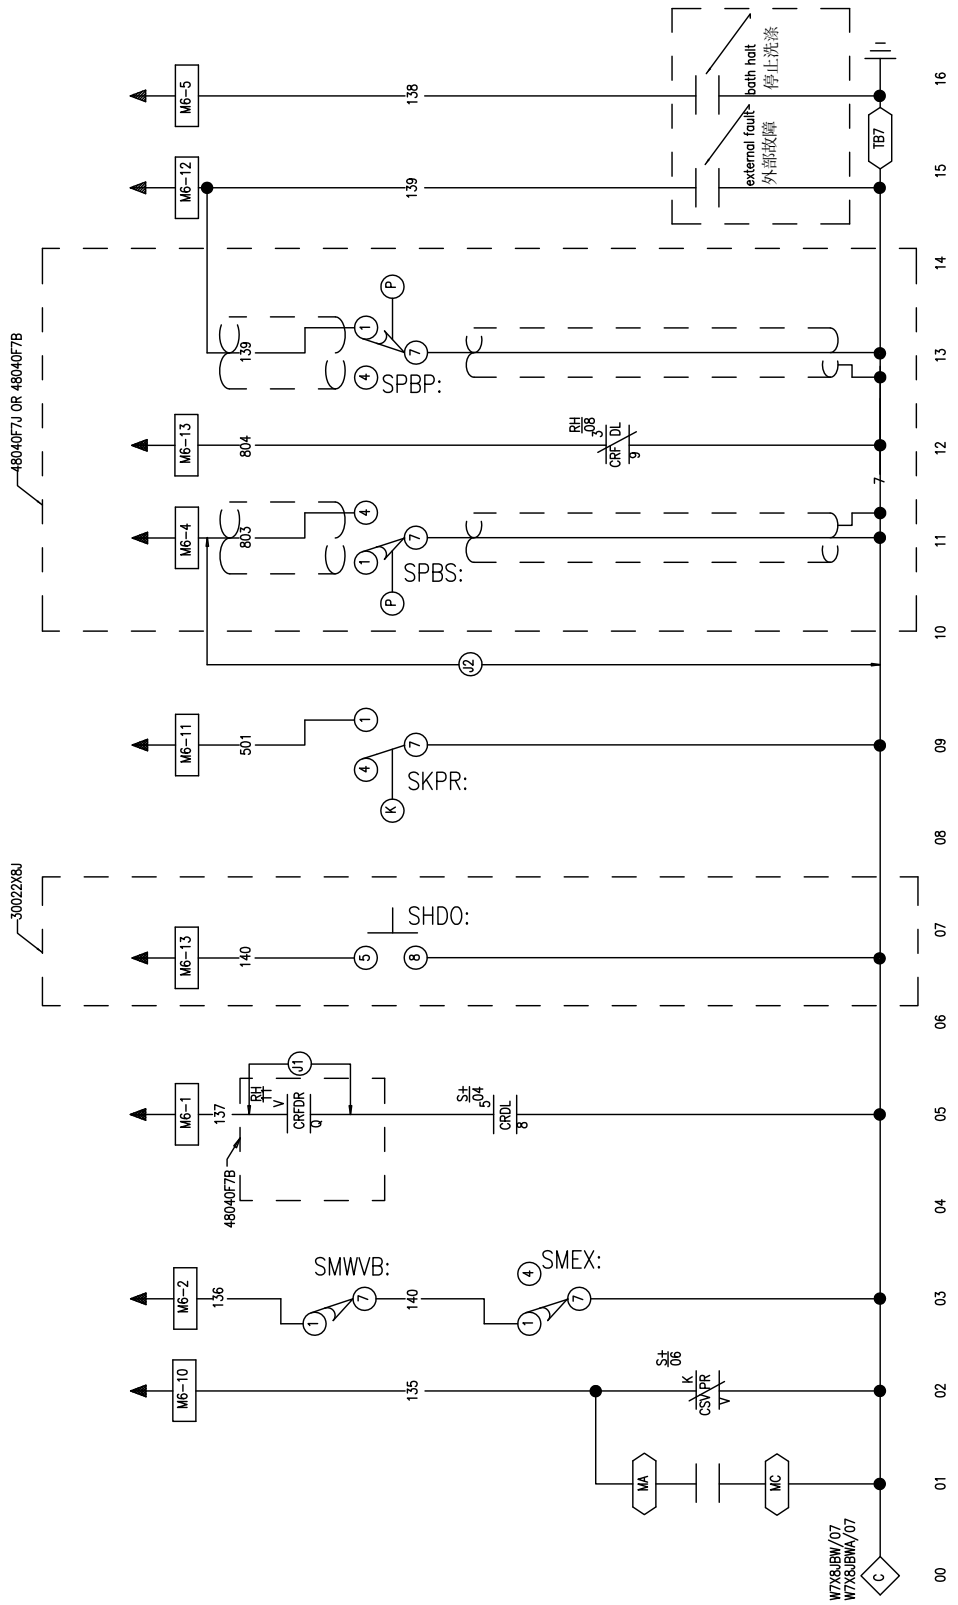 W7X8JBW/07
W7X8JBWA/07
C
00
01
02
03
04
05
06
07
08
09
10
11
12
13
14
15
16
MA
MC
M6-10
135
S+
06
K
CSVPR
V
M6-2
136
SMWVB:
1
7
140
4
SMEX:
1
7
48040F7B
M6-1
137
RH
11
V
CRFDR
Q
J1
S+
04
5
CRDL
8
30022X8J
M6-13
140
5
8
SHDO:
M6-11
501
1
4
7
K
SKPR:
J2
48040F7J OR 48040F7B
M6-4
803
4
1
7
P
SPBS:
M6-13
804
RH
08
3
CRFDL
9
7
139
1
4
7
P
SPBP:
M6-12
139
external fault
外部故障
M6-5
138
bath halt
停止洗涤
TB7